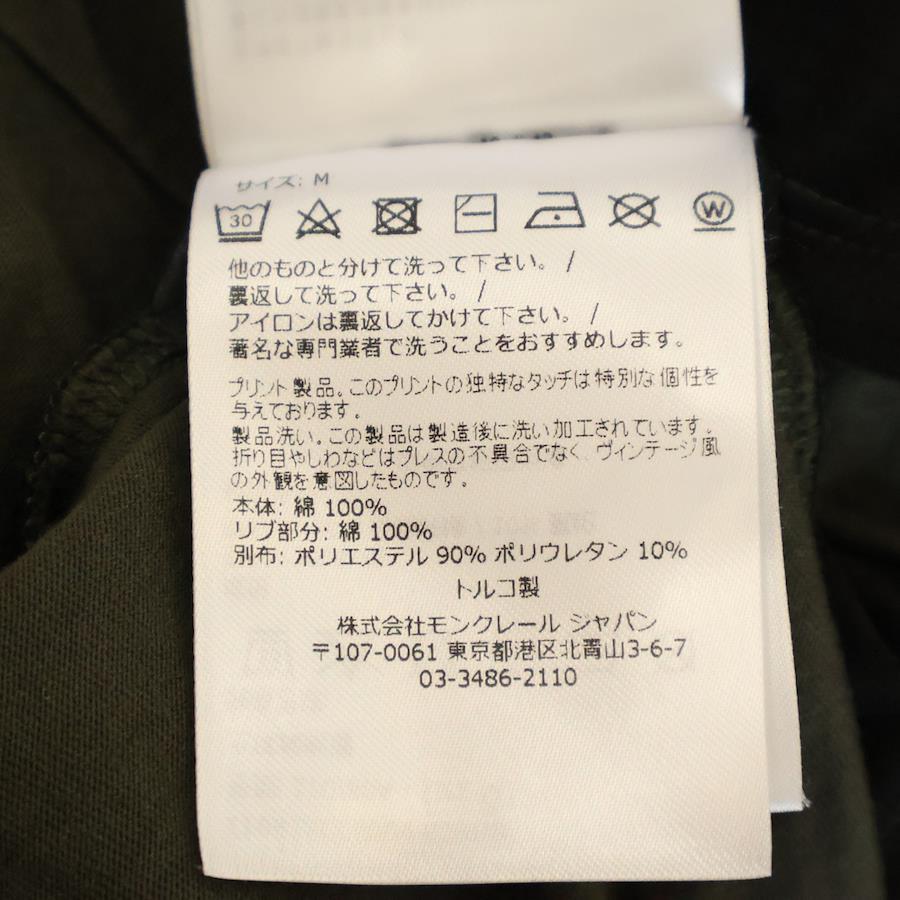 サイズ: M
30
W
他のものと分けて洗って下さい。 /
裏返して洗って下さい。 /
アイロンは裏返してかけて下さい。 /
著名な専門業者で洗うことをおすすめします。
プリント製品。このプリントの独特なタッチは特別な個性を
与えております。
製品洗い。この製品は製造後に洗い加工されています。
折り目やしわなどはプレスの不具合でなく、ヴィンテージ風
の外観を意図したものです。
本体: 綿 100%
リブ部分: 綿 100%
別布: ポリエステル 90% ポリウレタン 10%
トルコ製
株式会社モンクレール ジャパン
〒107-0061 東京都港区北青山3-6-7
03-3486-2110